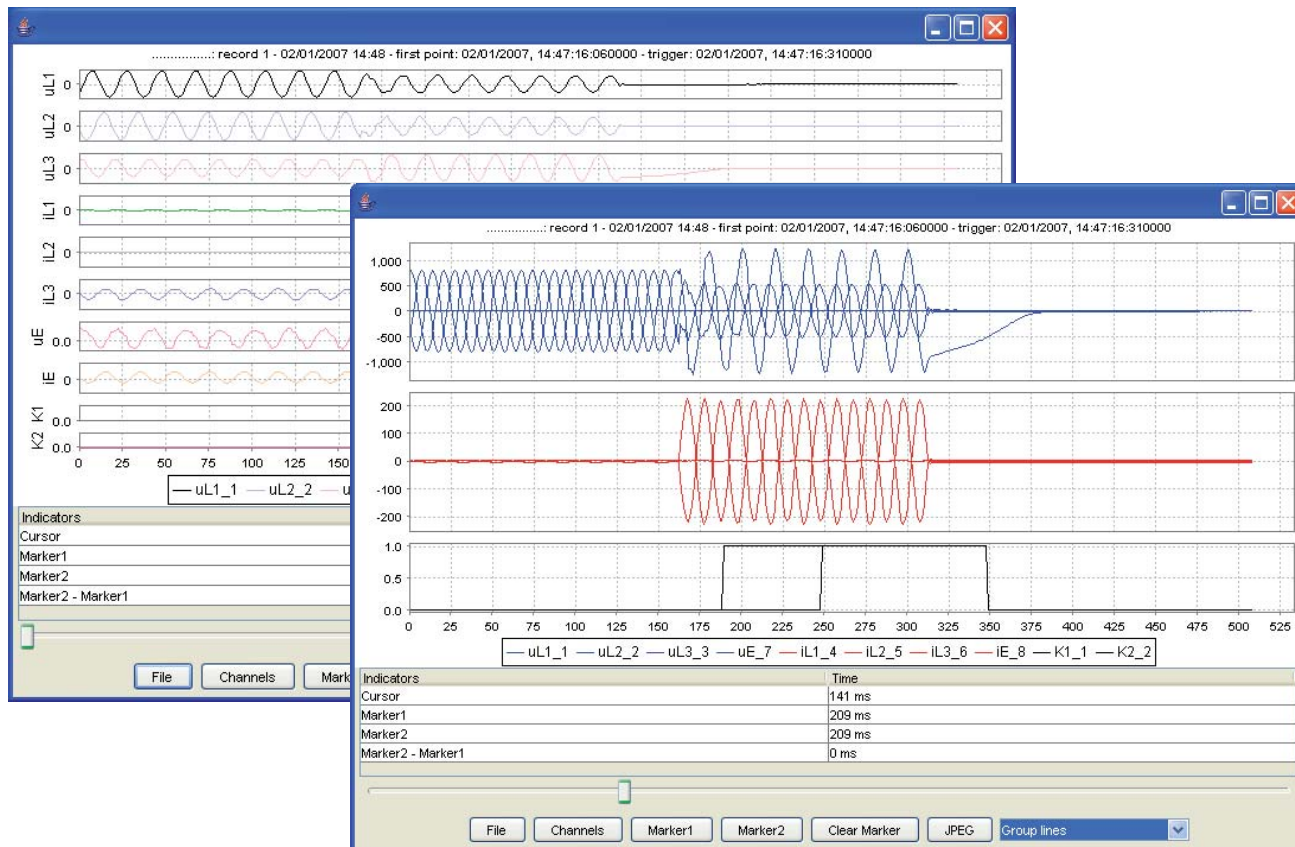 ..................: record 1 - 02/01/2007 14:48 - first point: 02/01/2007, 14:47:16:060000 - trigger: 02/01/2007, 14:47:16:310000
uL1 0
uL2 0
uL3 0
iL1 0
iL2 0
iL3 0
uE 0.0
iE 0
K1 0.0
K2 0.0
0 25 50 75 100 125 150
uL1_1 uL2_2 u
Indicators
Cursor
Marker1
Marker2
Marker2 - Marker1
File Channels Mark
..................: record 1 - 02/01/2007 14:48 - first point: 02/01/2007, 14:47:16:060000 - trigger: 02/01/2007, 14:47:16:310000
1,000
500
0
-500
-1,000
200
100
0
-100
-200
1.0
0.5
0.0
0 25 50 75 100 125 150 175 200 225 250 275 300 325 350 375 400 425 450 475 500 525
uL1_1 uL2_2 uL3_3 uE_7 iL1_4 iL2_5 iL3_6 iE_8 K1_1 K2_2
Indicators Time
Cursor 141 ms
Marker1 209 ms
Marker2 209 ms
Marker2 - Marker1 0 ms
File Channels Marker1 Marker2 Clear Marker JPEG Group lines